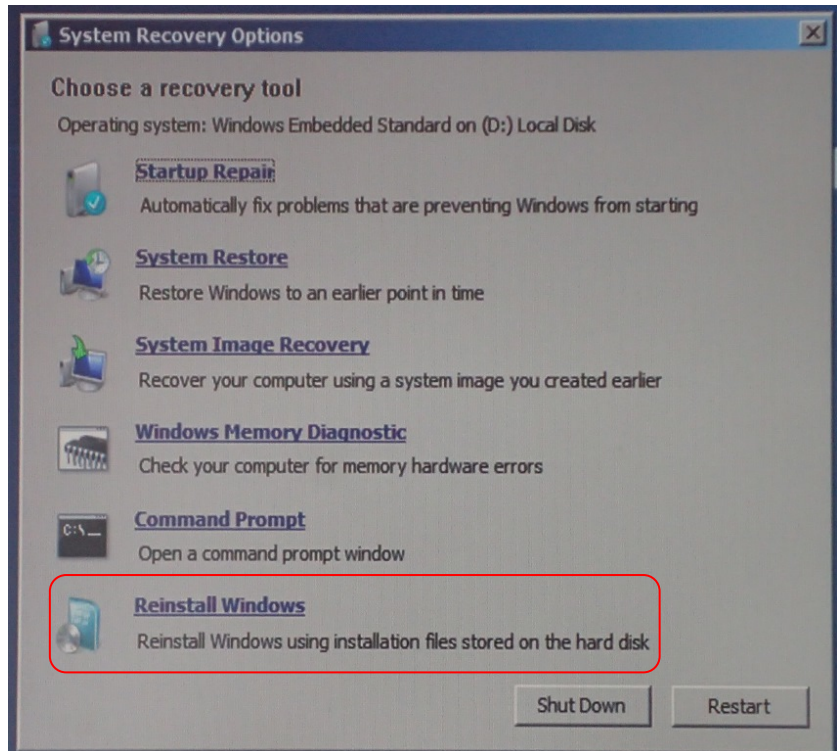 System Recovery Options
Choose a recovery tool
Operating system: Windows Embedded Standard on (D:) Local Disk
Startup Repair
Automatically fix problems that are preventing Windows from starting
System Restore
Restore Windows to an earlier point in time
System Image Recovery
Recover your computer using a system image you created earlier
Windows Memory Diagnostic
Check your computer for memory hardware errors
C:\_
Command Prompt
Open a command prompt window
Reinstall Windows
Reinstall Windows using installation files stored on the hard disk
Shut Down
Restart